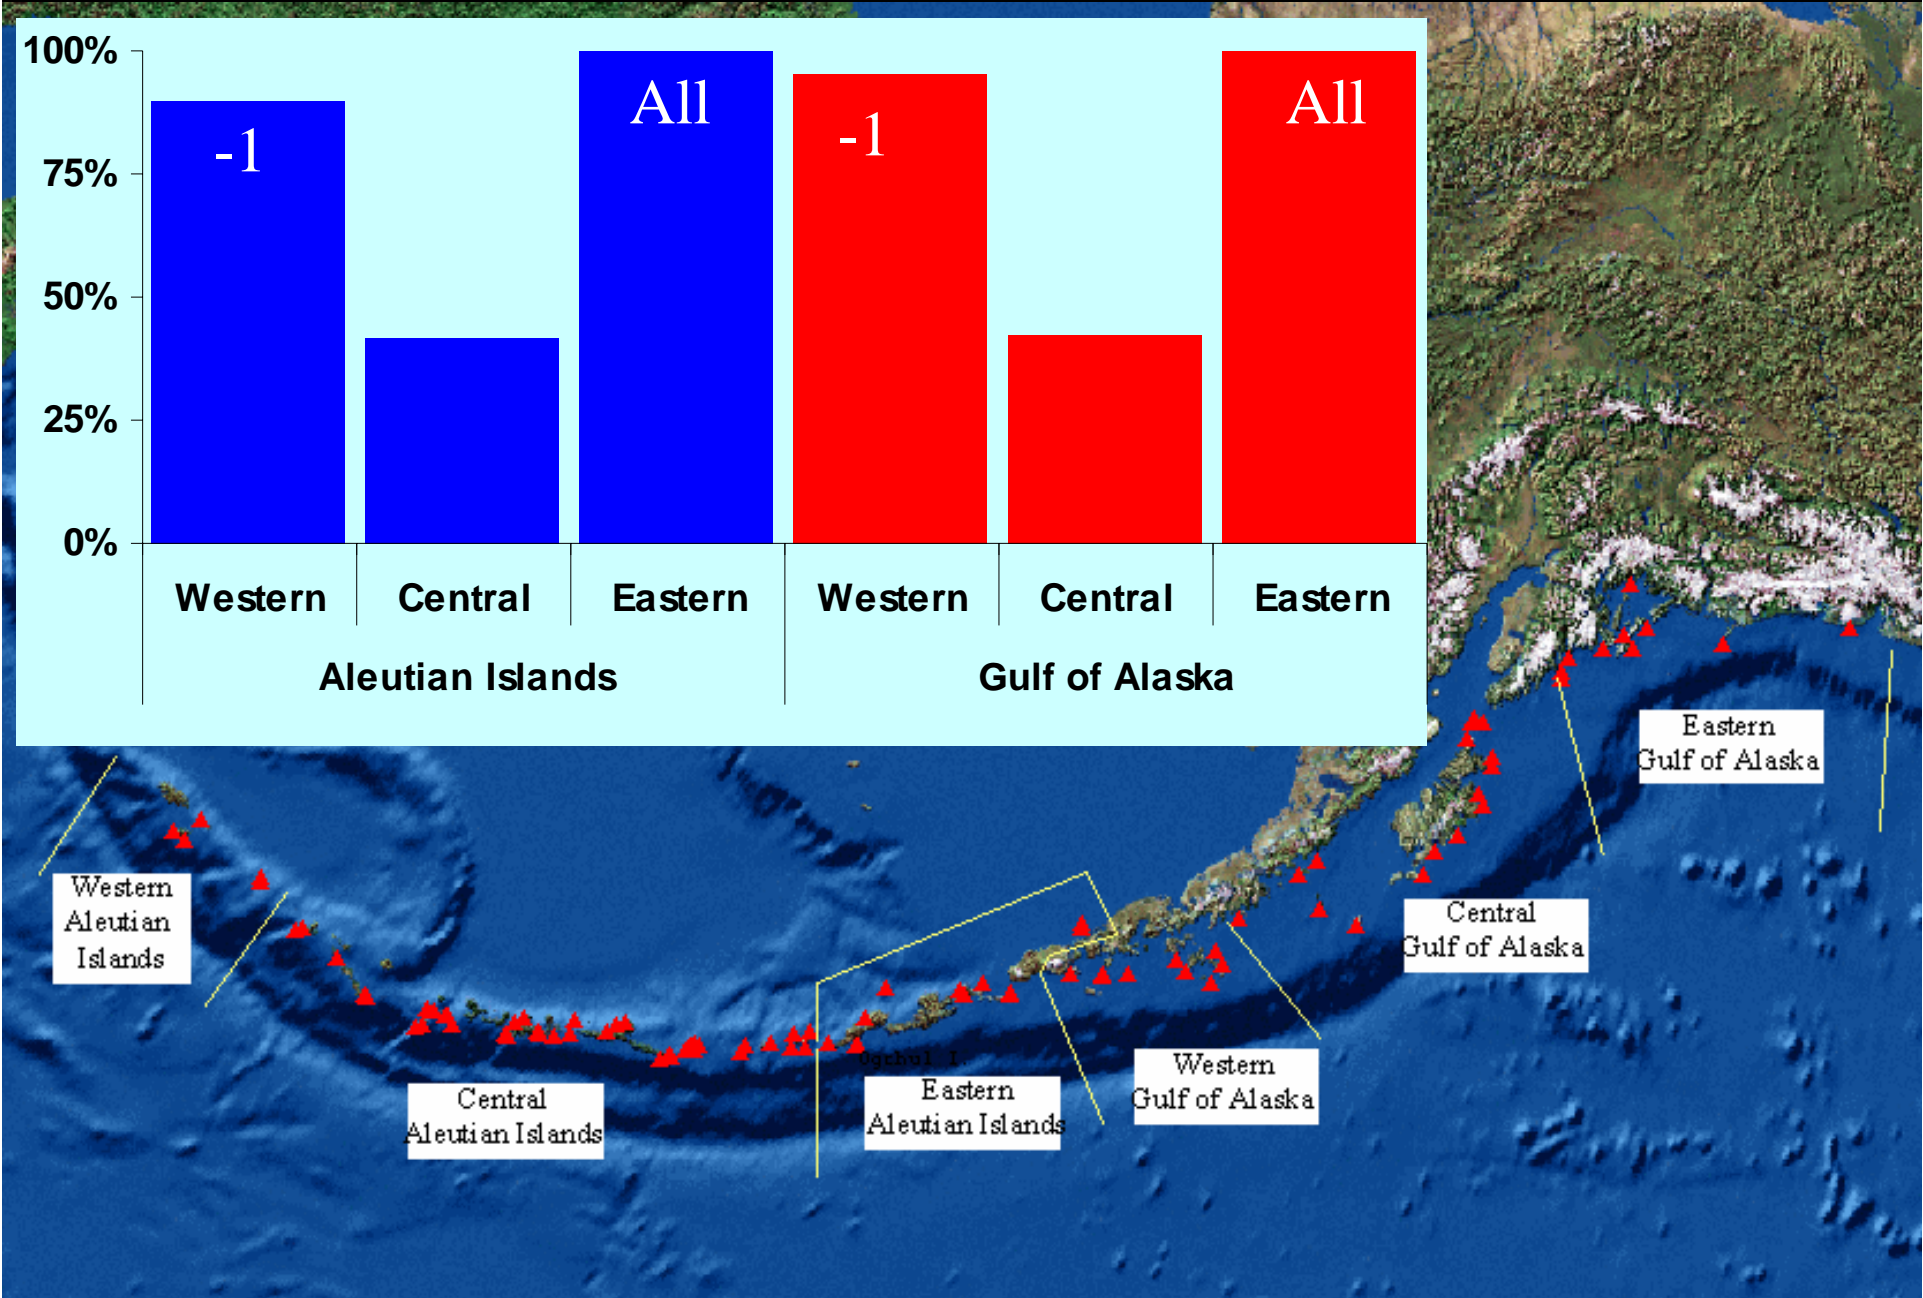 100%
75%
50%
25%
0%
-1
All
-1
All
Western
Central
Eastern
Western
Central
Eastern
Aleutian Islands
Gulf of Alaska
Eastern
Gulf of Alaska
Western
Aleutian
Islands
Central
Gulf of Alaska
Western
Gulf of Alaska
Eastern
Aleutian Islands
Central
Aleutian Islands